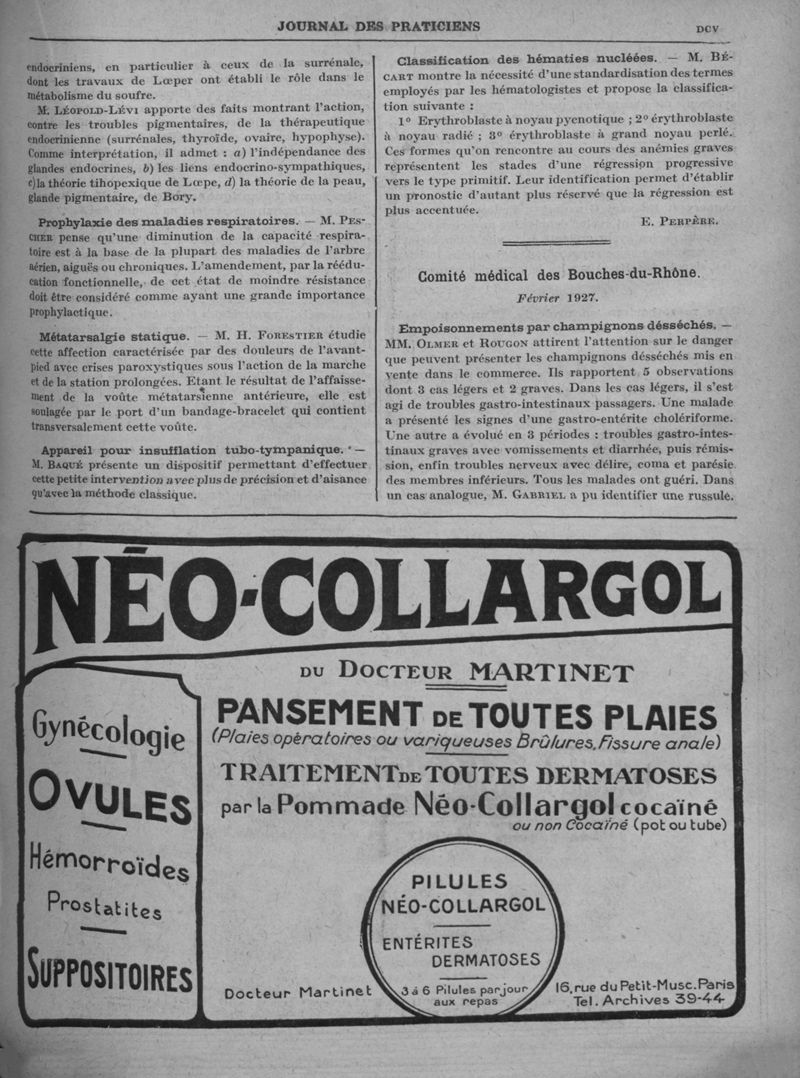 JOURNAL DES PRATICIENS
DCV
endocriniens, en particulier à ceux de la surrénale,
dont les travaux de Lœper ont établi le rôle dans le
métabolisme du soufre.
M. LÉOPOLD-LÉVI apporte des faits montrant l'action,
contre les troubles pigmentaires, de la thérapeutique
endocrinienne (surrénales, thyroïde, ovaire, hypophyse).
Comme interprétation, il admet : a) l'indépendance des
glandes endocrines, b) les liens endocrino-sympathiques,
c) la théorie tihopexique de Lœpe, d) la théorie de la peau,
glande pigmentaire, de Bory.
Prophylaxie des maladies respiratoires. — M. PES-
CHER pense qu'une diminution de la capacité respira-
toire est à la base de la plupart des maladies de l'arbre
aérien, aiguës ou chroniques. L'amendement, par la réédu-
cation fonctionnelle, de cet état de moindre résistance
doit être considéré comme ayant une grande importance
prophylactique.
Métatarsalgie statique. — M. H. FORESTIER étudie
cette affection caractérisée par des douleurs de l'avant-
pied avec crises paroxystiques sous l'action de la marche
et de la station prolongées. Etant le résultat de l'affaisse-
ment de la voûte métatarsienne antérieure, elle est
soulagée par le port d'un bandage-bracelet qui contient
transversalement cette voûte.
Appareil pour insufflation tubo-tympanique. —
M. BAQUÉ présente un dispositif permettant d'effectuer
cette petite intervention avec plus de précision et d'aisance
qu'avec la méthode classique.
Classification des hématies nucléées. — M. BÉ-
CART montre la nécessité d'une standardisation des termes
employés par les hématologistes et propose la classifica-
tion suivante :
1° Erythroblaste à noyau pycnotique ; 2° érythroblaste
à noyau radié ; 3° érythroblaste à grand noyau perlé.
Ces formes qu'on rencontre au cours des anémies graves
représentent les stades d'une régression progressive
vers le type primitif. Leur identification permet d'établir
un pronostic d'autant plus réservé que la régression est
plus accentuée.
E. PERPÈRE.
Comité médical des Bouches-du-Rhône.
Février 1927.
Empoisonnements par champignons désséchés. —
MM. OLMER et ROUGON attirent l'attention sur le danger
que peuvent présenter les champignons désséchés mis en
vente dans le commerce. Ils rapportent 5 observations
dont 3 cas légers et 2 graves. Dans les cas légers, il s'est
agi de troubles gastro-intestinaux passagers. Une malade
a présenté les signes d'une gastro-entérite cholériforme.
Une autre a évolué en 3 périodes : troubles gastro-intes-
tinaux graves avec vomissements et diarrhée, puis rémis-
sion, enfin troubles nerveux avec délire, coma et parésie
des membres inférieurs. Tous les malades ont guéri. Dans
un cas analogue, M. GABRIEL a pu identifier une russule.
NÉO-COLLARGOL
DU DOCTEUR MARTINET
Gynécologie
OVULES
Hémorroïdes
Prostatites
SUPPOSITOIRES
PANSEMENT DE TOUTES PLAIES
(Plaies opératoires ou variqueuses Brûlures, Fissure anale)
TRAITEMENT DE TOUTES DERMATOSES
par la Pommade Néo-Collargol cocaïné
ou non Cocaïné (pot ou tube)
PILULES
NÉO-COLLARGOL
ENTÉRITES
DERMATOSES
3 à 6 Pilules par jour
aux repas
Docteur Martinet
16, rue du Petit-Musc. Paris
Tel. Archives 39-44